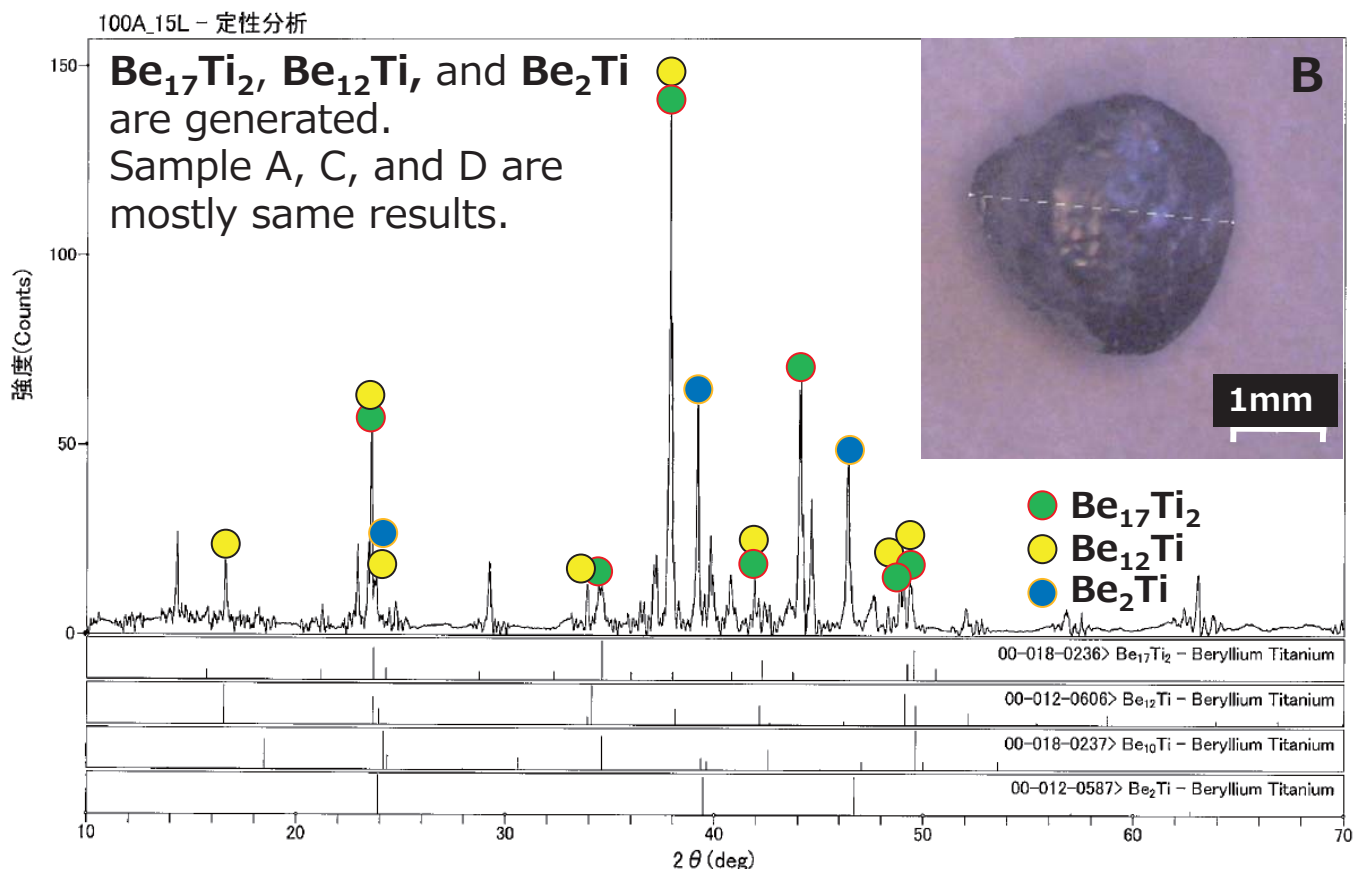 100A_15L - 定性分析
Be17Ti2, Be12Ti, and Be2Ti
are generated.
Sample A, C, and D are
mostly same results.
B
1mm
150
100
50
0
強度(Counts)
Be17Ti2
Be12Ti
Be2Ti
00-018-0236> Be17Ti2 - Beryllium Titanium
00-012-0606> Be12Ti - Beryllium Titanium
00-018-0237> Be10Ti - Beryllium Titanium
00-012-0587> Be2Ti - Beryllium Titanium
10 20 30 40 50 60 70
2θ(deg)